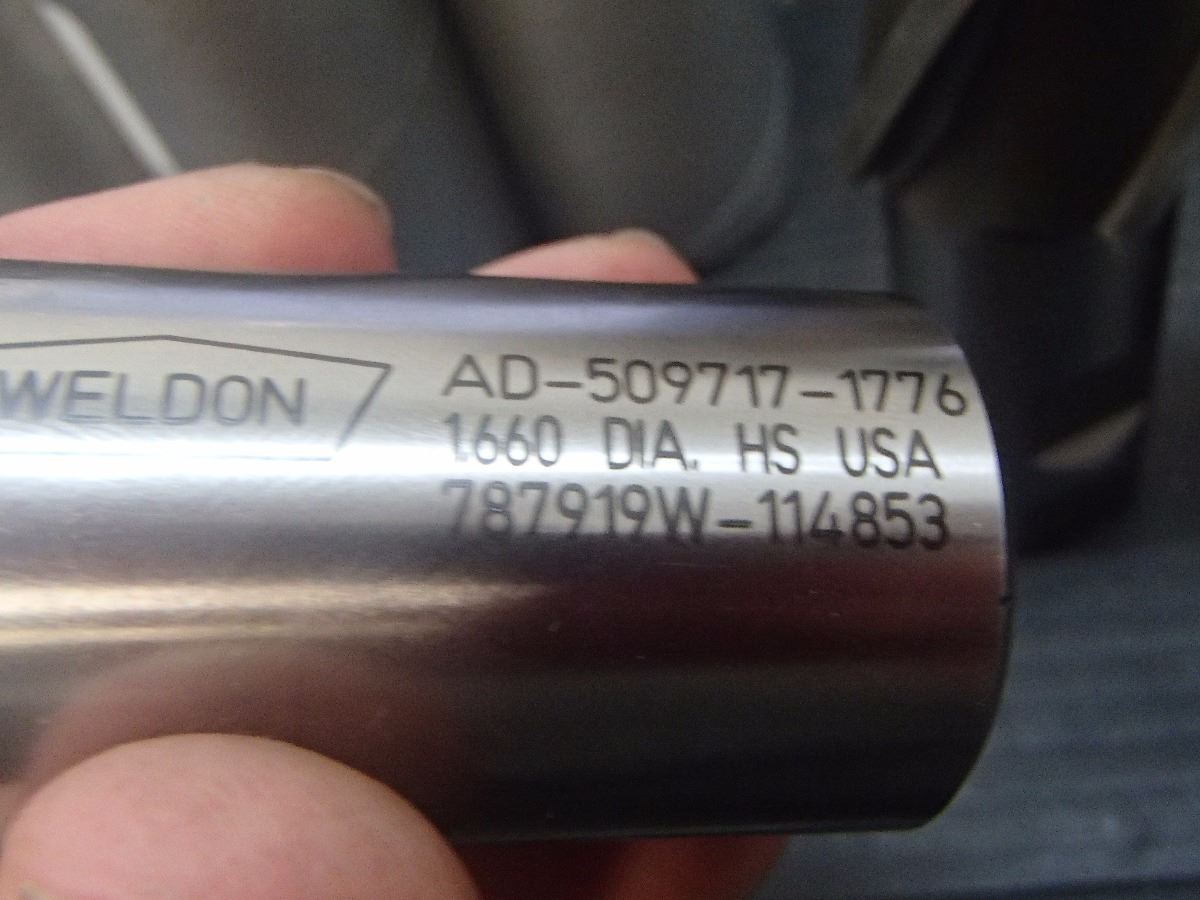 WELDON
AD-509717-1776
1.660 DIA. HS USA
787919W-114853